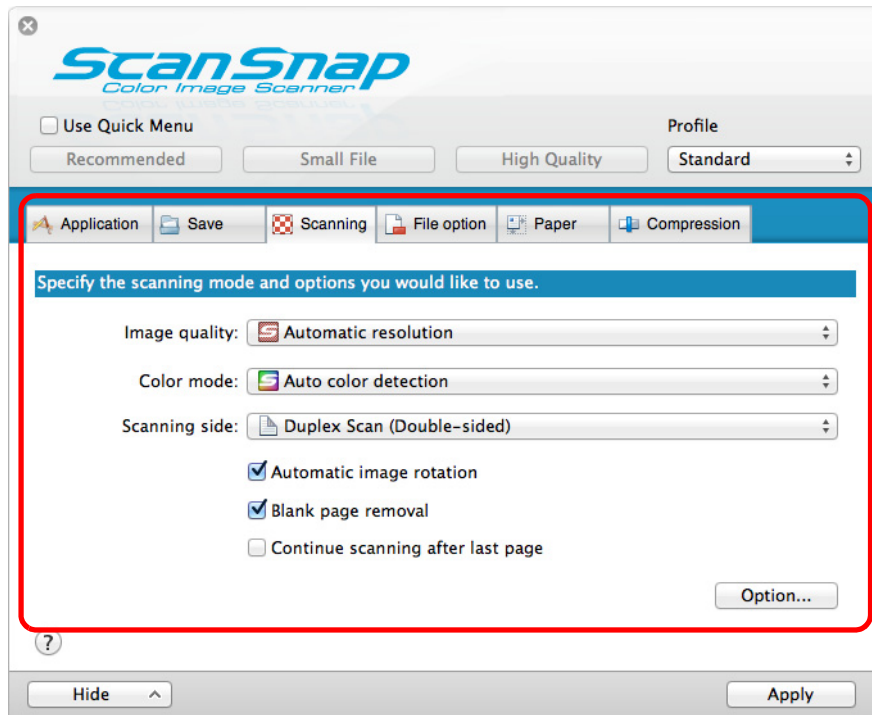 ScanSnap
Color Image Scanner
Use Quick Menu
Profile
Recommended Small File High Quality Standard
Application Save Scanning File option Paper Compression
Specify the scanning mode and options you would like to use.
Image quality: Automatic resolution
Color mode: Auto color detection
Scanning side: Duplex Scan (Double-sided)
Automatic image rotation
Blank page removal
Continue scanning after last page
Option...
?
Hide Apply